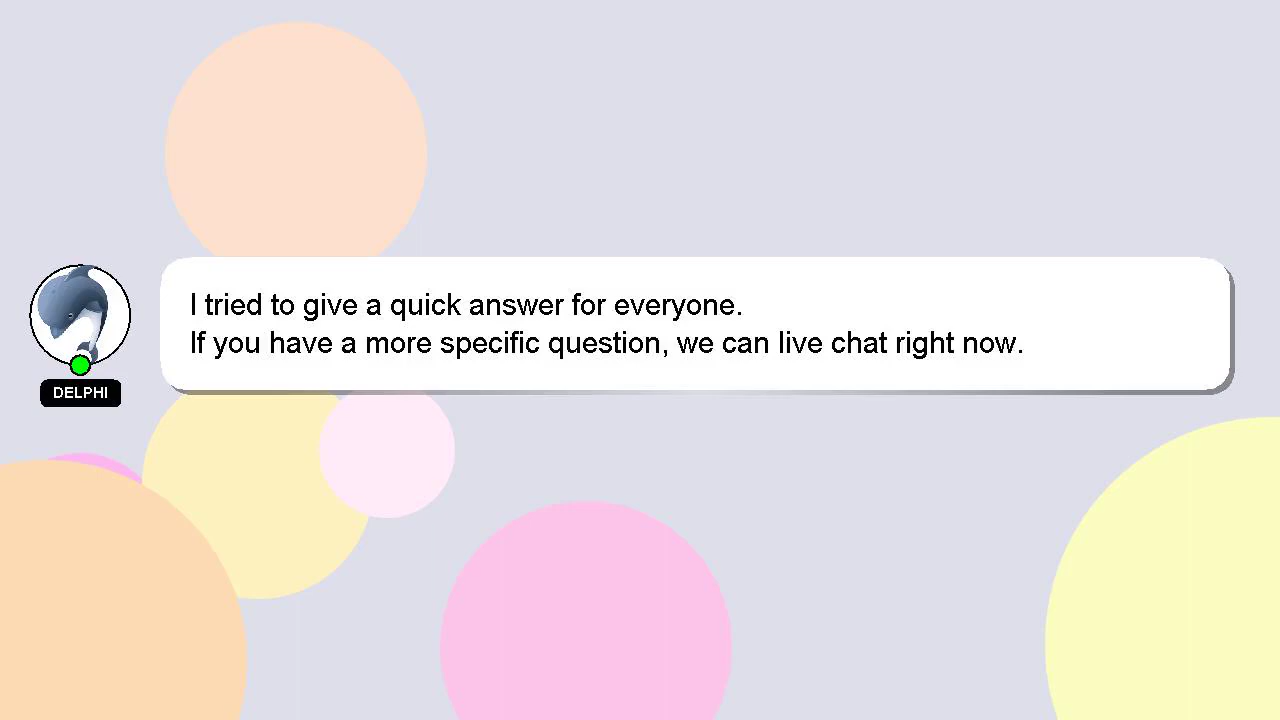 I tried to give a quick answer for everyone.
If you have a more specific question, we can live chat right now.
DELPHI